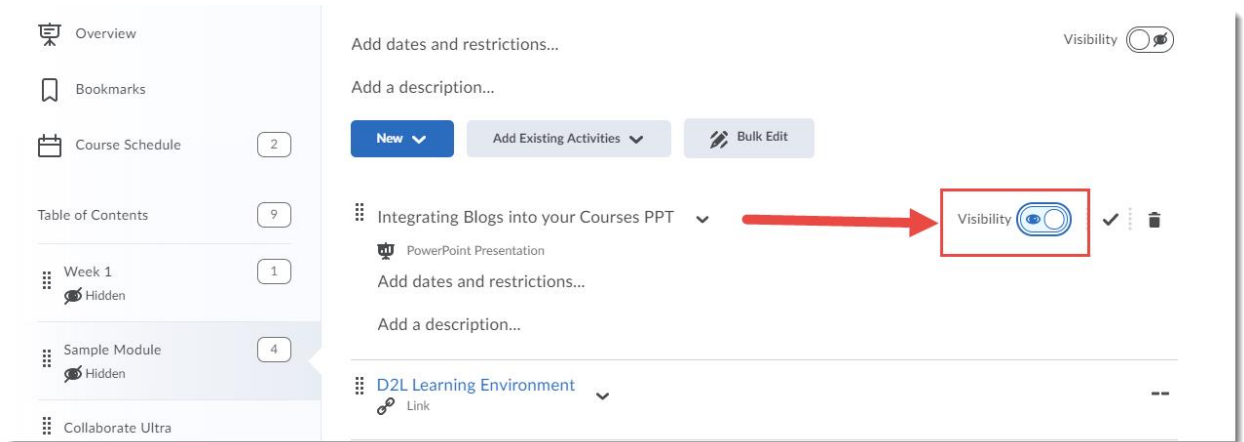 Overview
Bookmarks
Course Schedule 2
Table of Contents 9
Week 1 1
Hidden
Sample Module 4
Hidden
Collaborate Ultra
Add dates and restrictions...
Visibility
Add a description...
New Add Existing Activities Bulk Edit
Integrating Blogs into your Courses PPT Visibility
PowerPoint Presentation
Add dates and restrictions...
Add a description...
D2L Learning Environment --
Link